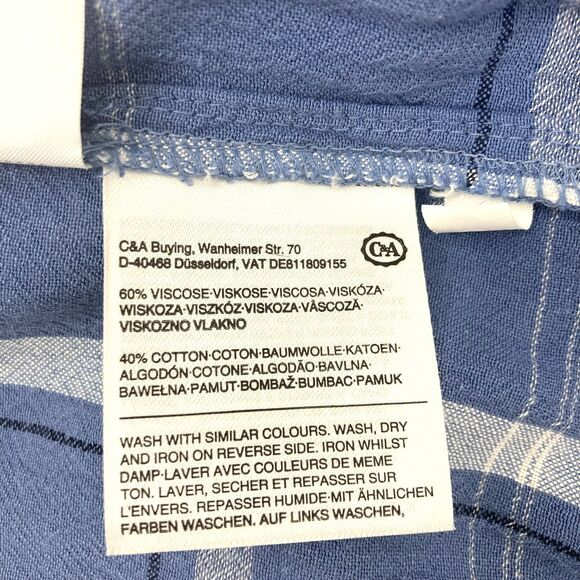 C&A Buying, Wanheimer Str. 70
D-40468 Düsseldorf, VAT DE811809155
C&A
60% VISCOSE·VISKOSE·VISCOSA·VISKÓZA·
WISKOZA·VISZKÓZ·VISKOZA·VÂSCOZĂ·
VISKOZNO VLAKNO
40% COTTON·COTON·BAUMWOLLE·KATOEN·
ALGODÓN·COTONE·ALGODÃO·BAVLNA·
BAWEŁNA·PAMUT·BOMBAŽ·BUMBAC·PAMUK
WASH WITH SIMILAR COLOURS. WASH, DRY
AND IRON ON REVERSE SIDE. IRON WHILST
DAMP·LAVER AVEC COULEURS DE MEME
TON. LAVER, SECHER ET REPASSER SUR
L'ENVERS. REPASSER HUMIDE·MIT ÄHNLICHEN
FARBEN WASCHEN. AUF LINKS WASCHEN,